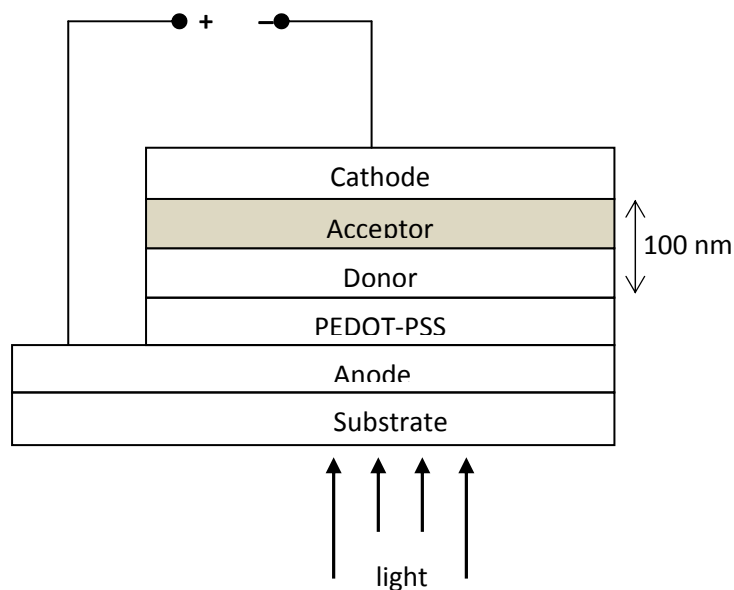 + –
Cathode
Acceptor
100 nm
Donor
PEDOT-PSS
Anode
Substrate
light